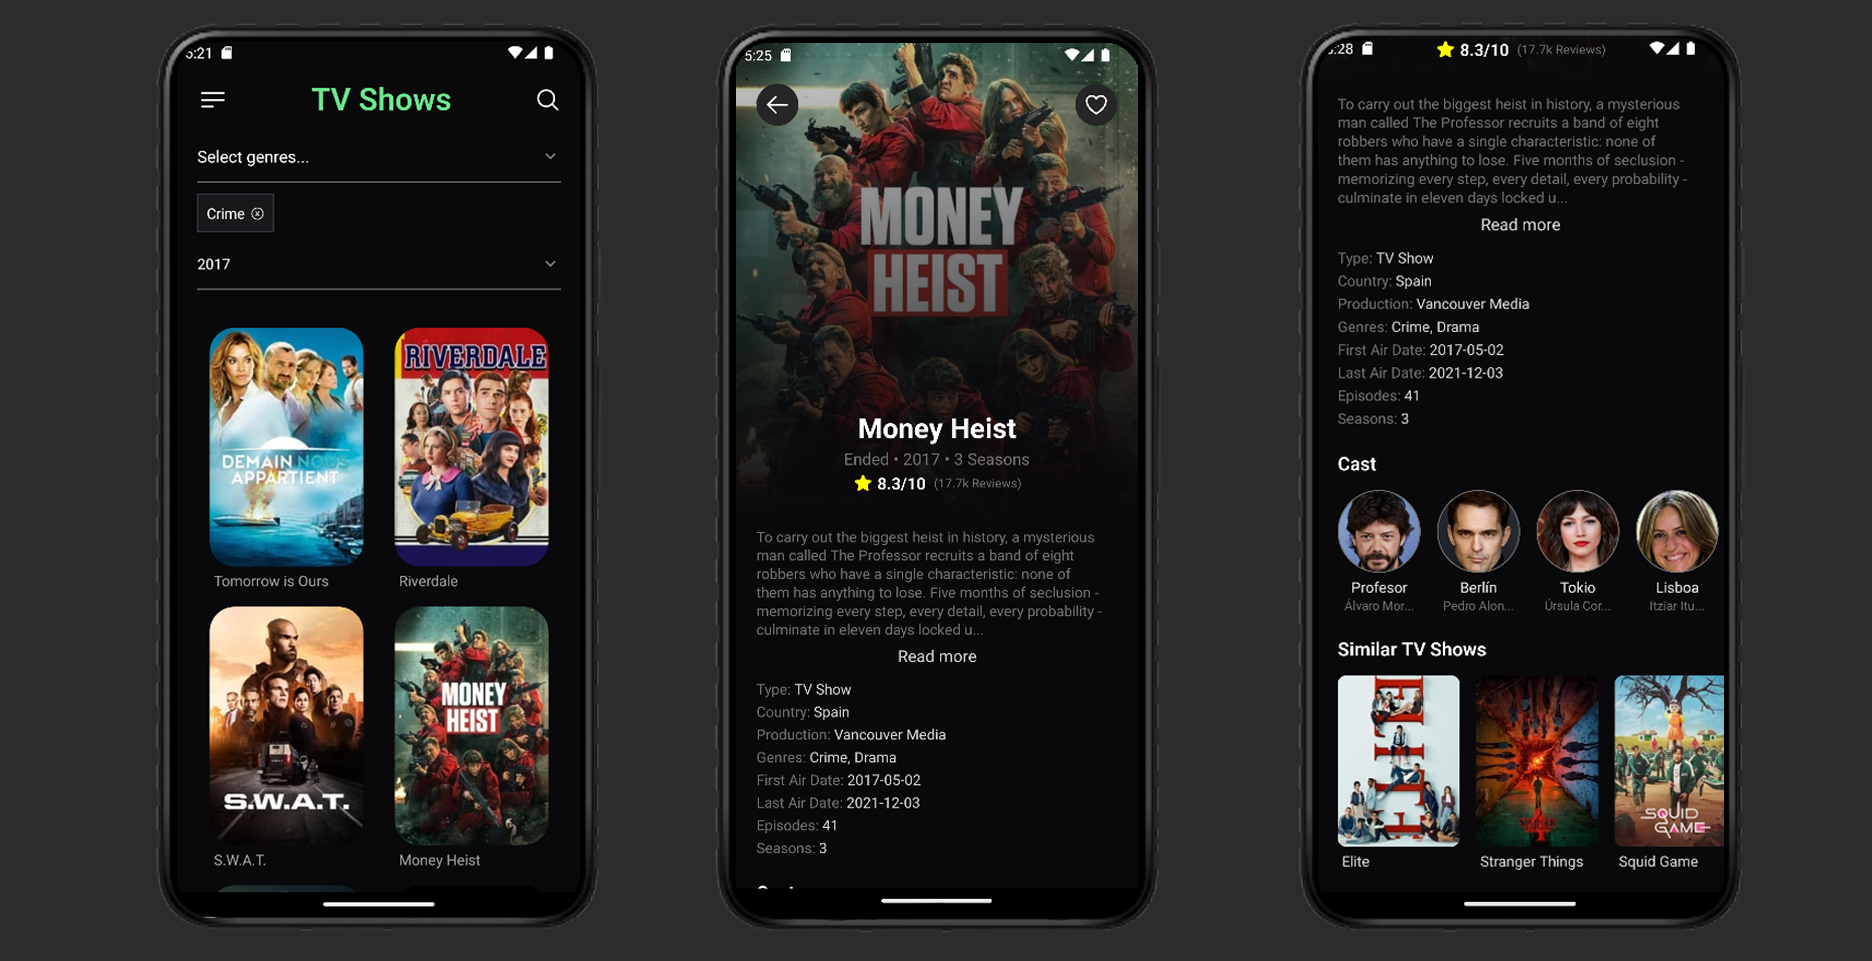 5:21
TV Shows
Select genres...
Crime
2017
DEMAIN NOUS
APPARTIENT
RIVERDALE
Tomorrow is Ours
Riverdale
S.W.A.T.
MONEY
HEIST
S.W.A.T.
Money Heist
5:25
MONEY
HEIST
Money Heist
Ended • 2017 • 3 Seasons
8.3/10 (17.7k Reviews)
To carry out the biggest heist in history, a mysterious
man called The Professor recruits a band of eight
robbers who have a single characteristic: none of
them has anything to lose. Five months of seclusion -
memorizing every step, every detail, every probability -
culminate in eleven days locked u...
Read more
Type: TV Show
Country: Spain
Production: Vancouver Media
Genres: Crime, Drama
First Air Date: 2017-05-02
Last Air Date: 2021-12-03
Episodes: 41
Seasons: 3
:28
8.3/10 (17.7k Reviews)
To carry out the biggest heist in history, a mysterious
man called The Professor recruits a band of eight
robbers who have a single characteristic: none of
them has anything to lose. Five months of seclusion -
memorizing every step, every detail, every probability -
culminate in eleven days locked u...
Read more
Type: TV Show
Country: Spain
Production: Vancouver Media
Genres: Crime, Drama
First Air Date: 2017-05-02
Last Air Date: 2021-12-03
Episodes: 41
Seasons: 3
Cast
Profesor
Berlín
Tokio
Lisboa
Álvaro Mor...
Pedro Alon...
Úrsula Cor...
Itziar Itu...
Similar TV Shows
ELITE
STRANGER THINGS
4
SQUID
GAME
Elite
Stranger Things
Squid Game